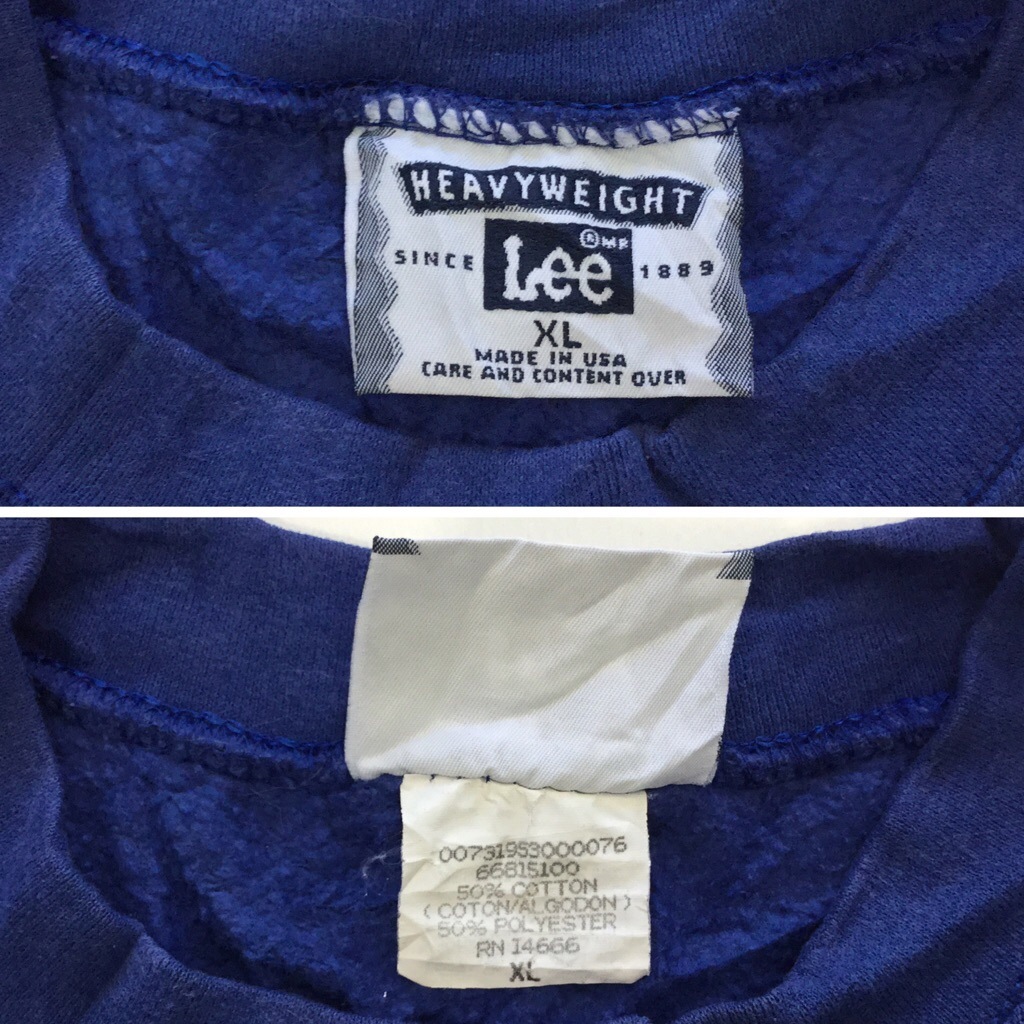 HEAVYWEIGHT
® MR
SINCE Lee 1889
XL
MADE IN USA
CARE AND CONTENT OVER
00731953000076
66815100
50% COTTON
(COTON/ALGODON)
50% POLYESTER
RN 14666
XL